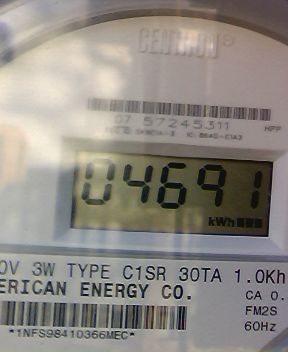 CENTRON®
07 57245311
04691
kWh
0V 3W TYPE C1SR 30TA 1.0Kh
ERICAN ENERGY CO.
CA 0.
FM2S
60Hz
*1NFS98410366MEC*